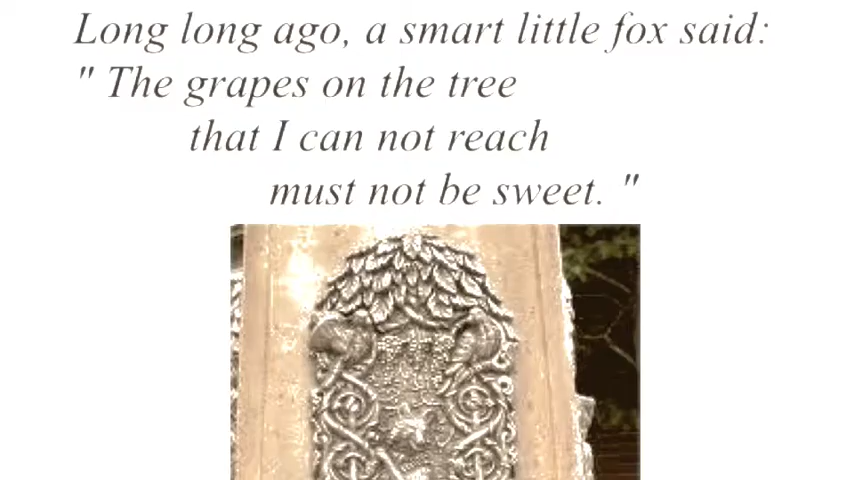 Long long ago, a smart little fox said:
" The grapes on the tree
that I can not reach
must not be sweet. "